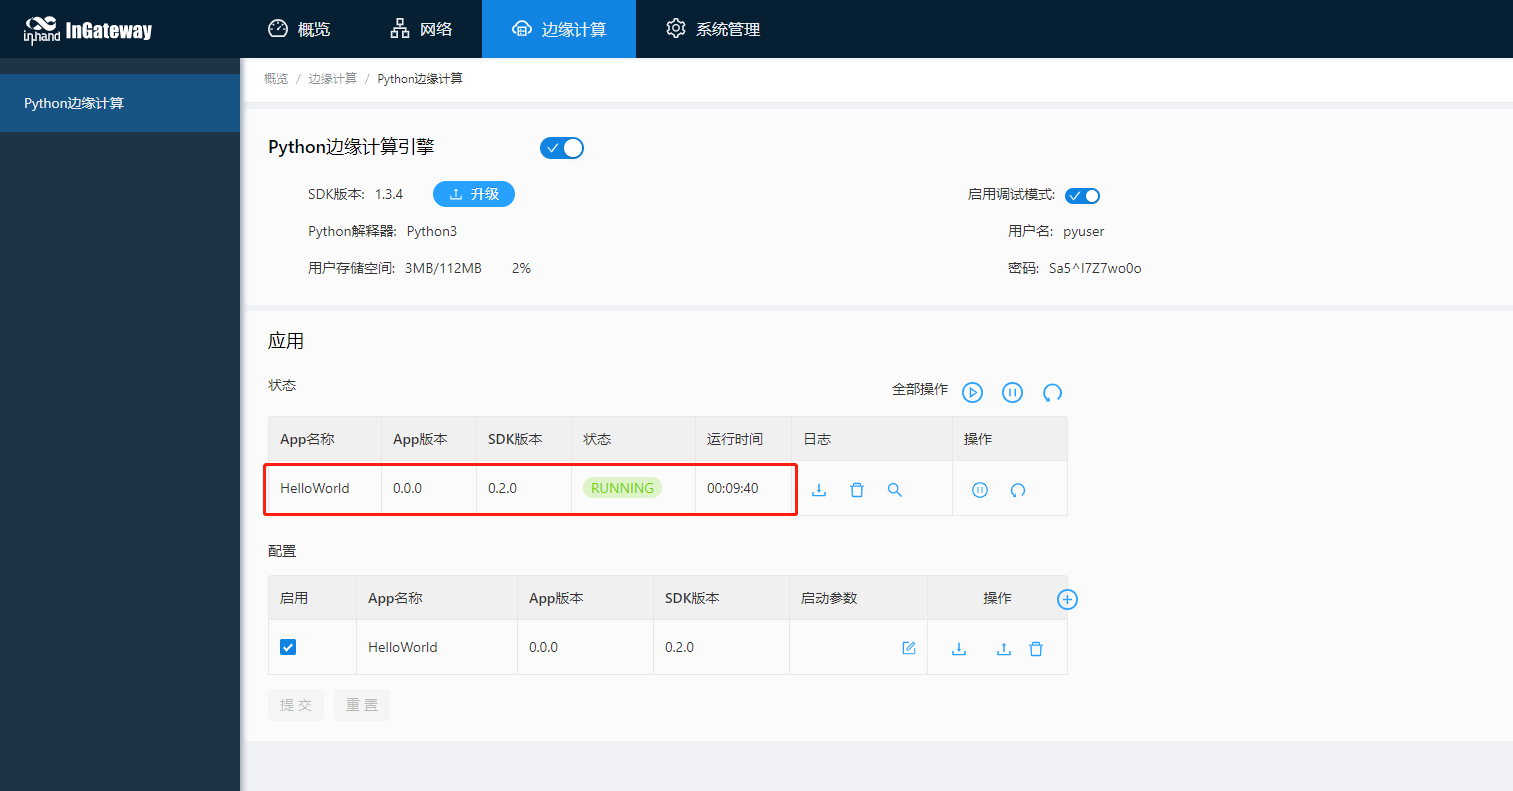 inhand InGateway 概览 网络 边缘计算 系统管理
Python边缘计算
概览 / 边缘计算 / Python边缘计算
Python边缘计算引擎
SDK版本: 1.3.4 升级 启用调试模式:
Python解释器: Python3 用户名: pyuser
用户存储空间: 3MB/112MB 2% 密码: Sa5^I7Z7wo0o
应用
状态 全部操作
App名称 App版本 SDK版本 状态 运行时间 日志 操作
HelloWorld 0.0.0 0.2.0 RUNNING 00:09:40
配置
启用 App名称 App版本 SDK版本 启动参数 操作
HelloWorld 0.0.0 0.2.0
提 交 重 置